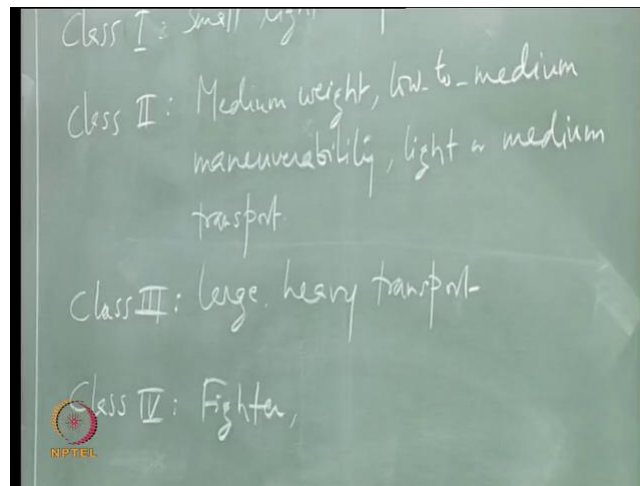 Class I: Small light
Class II: Medium weight, low-to-medium
maneuverability, light or medium
transport.
Class III: large. heavy transport-
Class IV: Fighter,
NPTEL